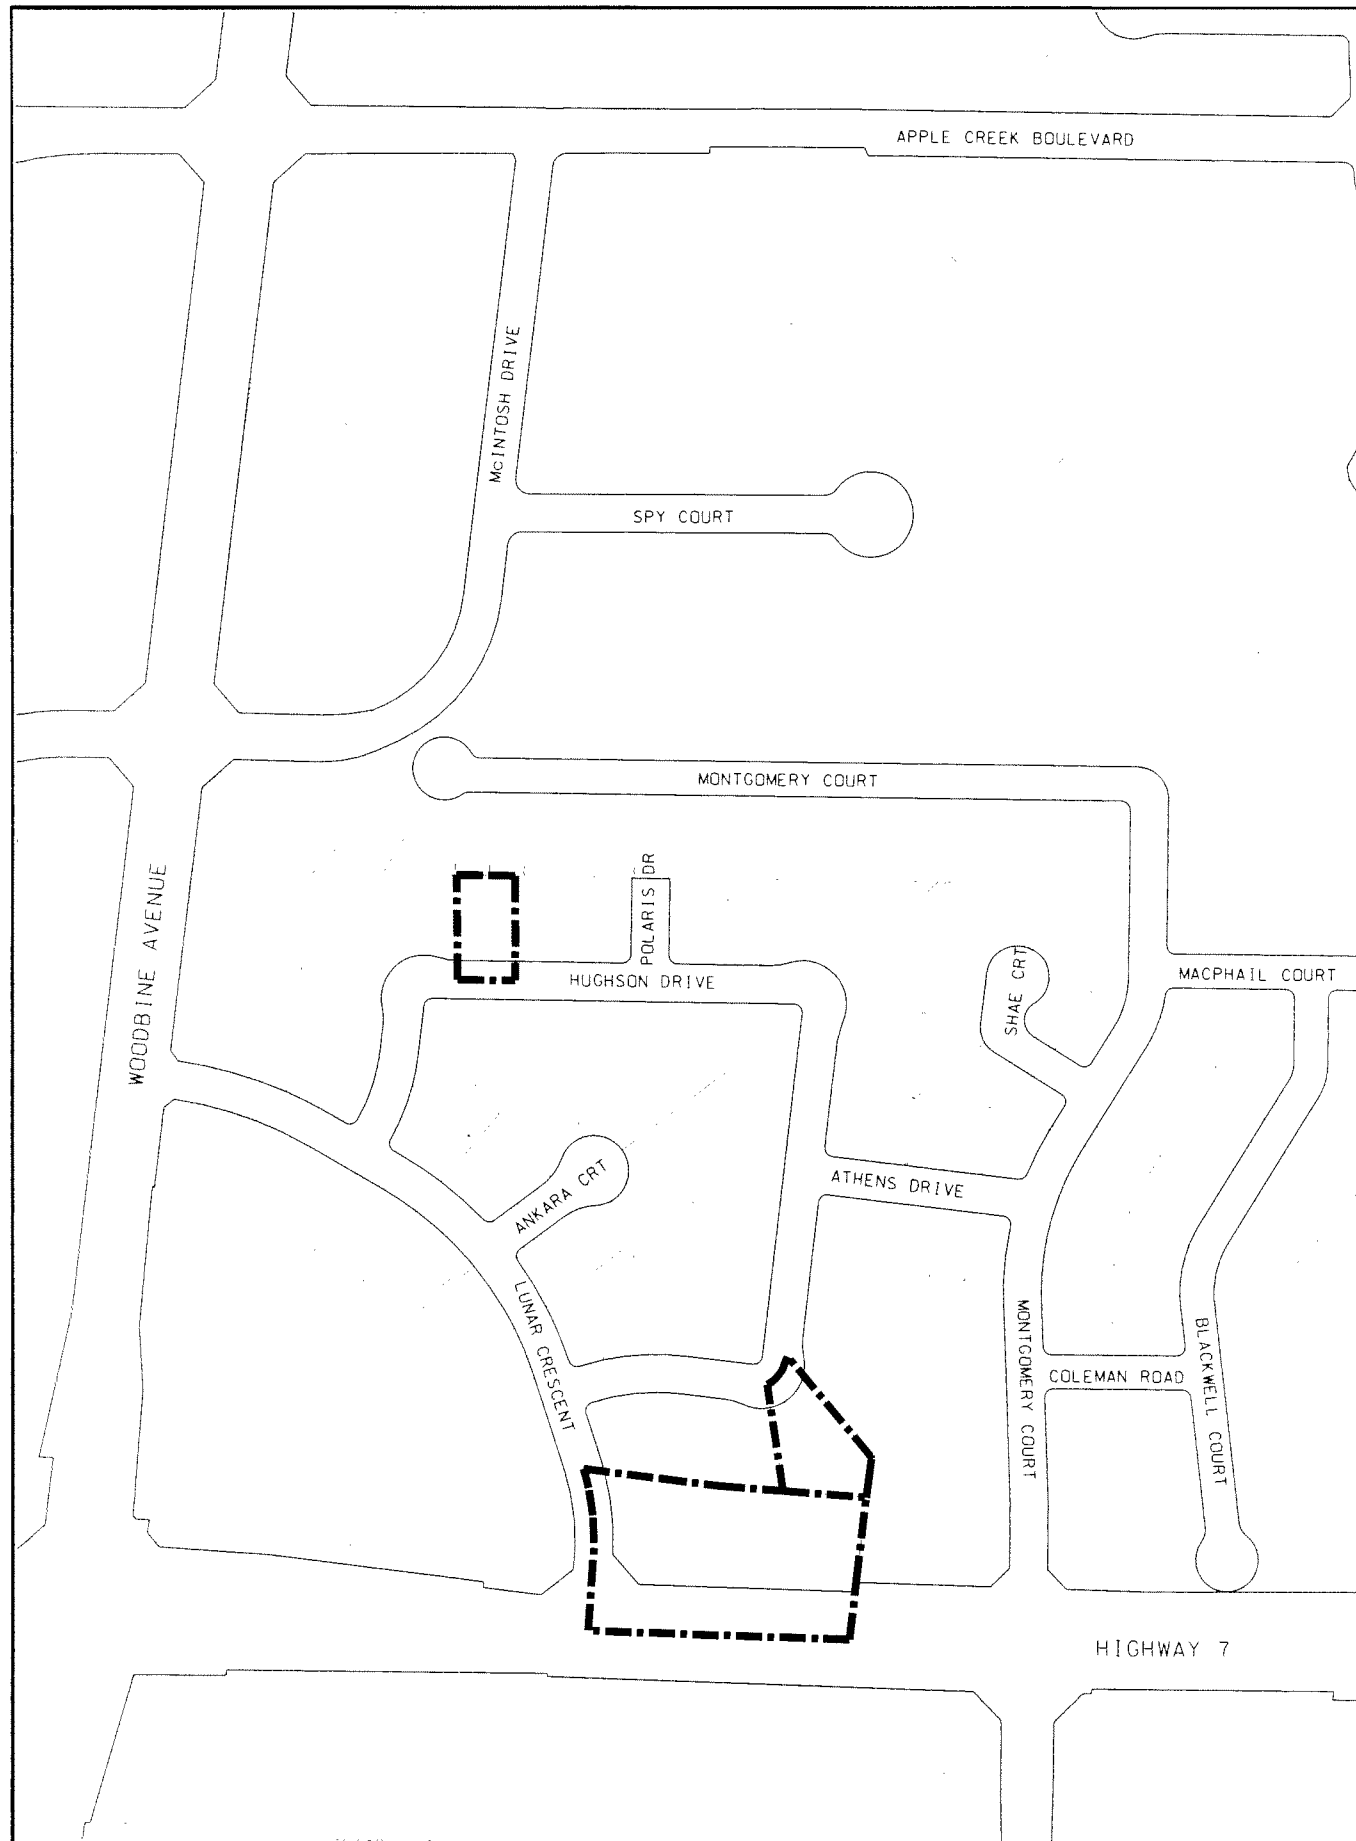 APPLE CREEK BOULEVARD
McINTOSH DRIVE
SPY COURT
MONTGOMERY COURT
WOODBINE AVENUE
POLARIS DR
HUGHSON DRIVE
SHAE CRT
MACPHAIL COURT
ANKARA CRT
ATHENS DRIVE
LUNAR CRESCENT
MONTGOMERY COURT
COLEMAN ROAD
BLACKWELL COURT
HIGHWAY 7